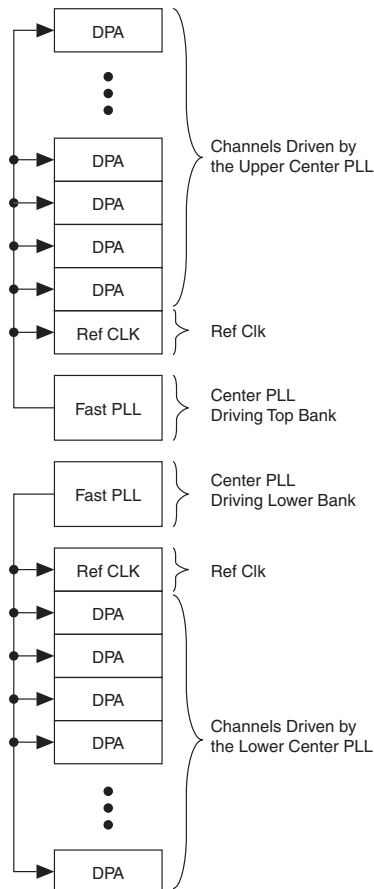 DPA
DPA
Channels Driven by
the Upper Center PLL
DPA
DPA
DPA
Ref CLK
Ref Clk
Fast PLL
Center PLL
Driving Top Bank
Fast PLL
Center PLL
Driving Lower Bank
Ref CLK
Ref Clk
DPA
DPA
DPA
DPA
Channels Driven by
the Lower Center PLL
DPA